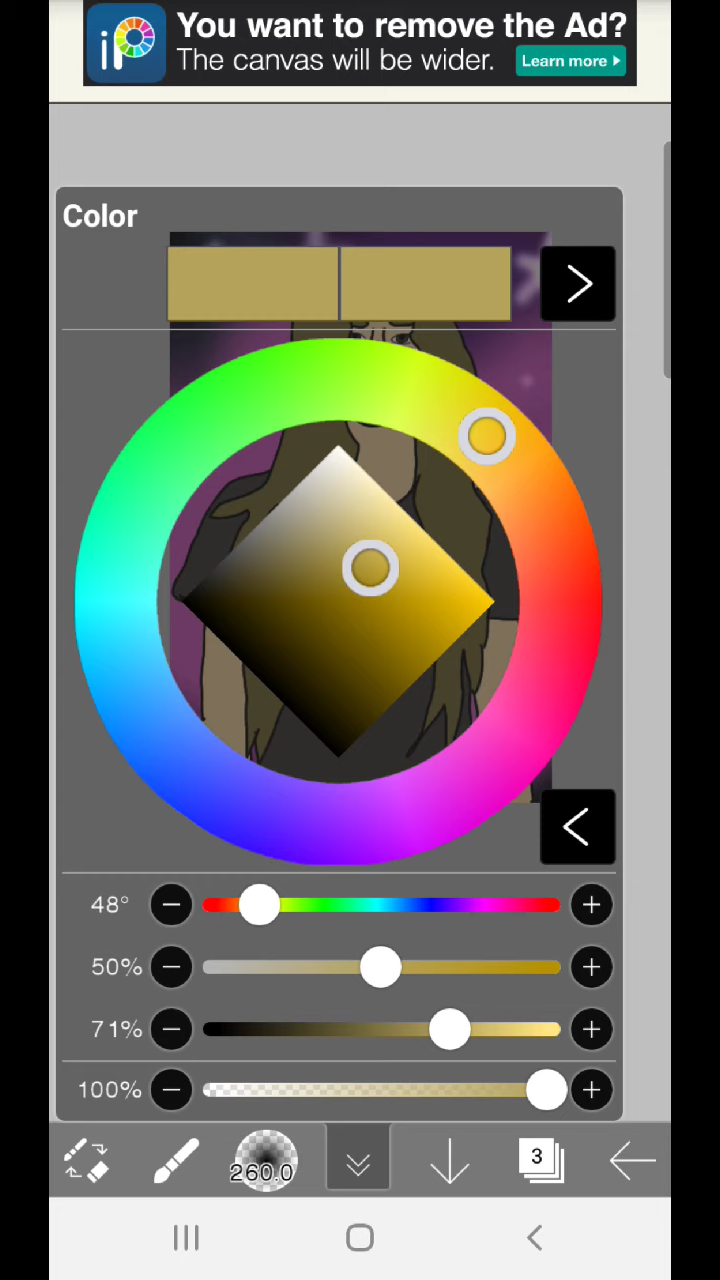 iP
You want to remove the Ad?
The canvas will be wider.
Learn more
Color
48°
50%
71%
100%
260.0
3